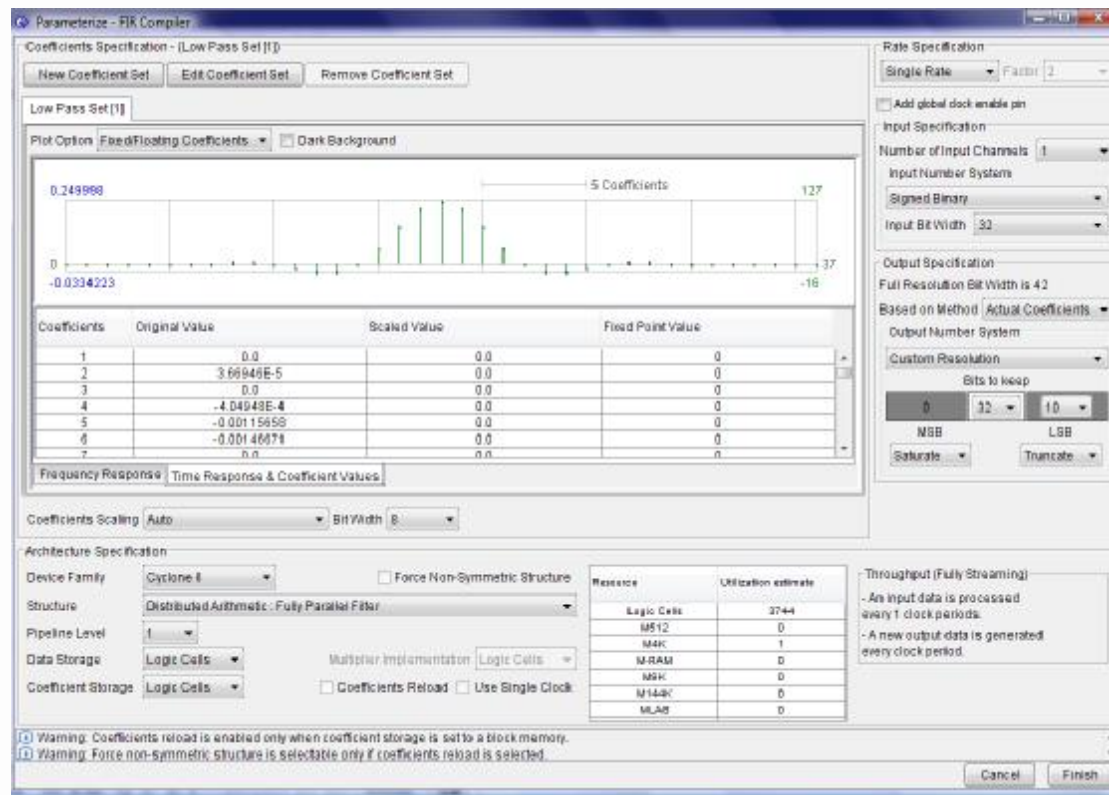 Parameterize - FIR Compiler
Coefficients Specification - (Low Pass Set [1])
New Coefficient Set
Edit Coefficient Set
Remove Coefficient Set
Low Pass Set [1]
Plot Option
Fixed/Floating Coefficients
Dark Background
5 Coefficients
0.249998
127
0
37
-0.0334223
-16
Coefficients Original Value Scaled Value Fixed Point Value
1 0.0 0.0 0
2 3.66946E-5 0.0 0
3 0.0 0.0 0
4 -4.04948E-4 0.0 0
5 -0.00115658 0.0 0
6 -0.00146671 0.0 0
7 0.0 0.0 0
Frequency Response
Time Response & Coefficient Values
Coefficients Scaling Auto Bit Width 8
Rate Specification
Single Rate Factor 2
Add global clock enable pin
Input Specification
Number of Input Channels 1
Input Number System
Signed Binary
Input Bit Width 32
Output Specification
Full Resolution Bit Width is 42
Based on Method Actual Coefficients
Output Number System
Custom Resolution
Bits to keep
0 32 10
MSB LSB
Saturate Truncate
Architecture Specification
Device Family Cyclone II
Force Non-Symmetric Structure
Structure Distributed Arithmetic : Fully Parallel Filter
Pipeline Level 1
Data Storage Logic Cells
Multiplier Implementation Logic Cells
Coefficient Storage Logic Cells
Coefficients Reload Use Single Clock
Resource Utilization estimate
Logic Cells 3744
M512 0
M4K 1
M-RAM 0
M9K 0
M144K 0
MLAB 0
Throughput (Fully Streaming)
- An input data is processed
every 1 clock periods.
- A new output data is generated
every clock period.
Warning: Coefficients reload is enabled only when coefficient storage is set to a block memory.
Warning: Force non-symmetric structure is selectable only if coefficients reload is selected.
Cancel
Finish